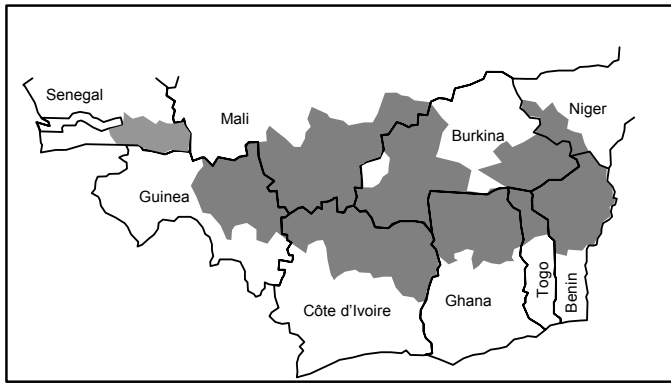 Senegal
Mali
Niger
Burkina
Guinea
Côte d'Ivoire
Ghana
Togo
Benin